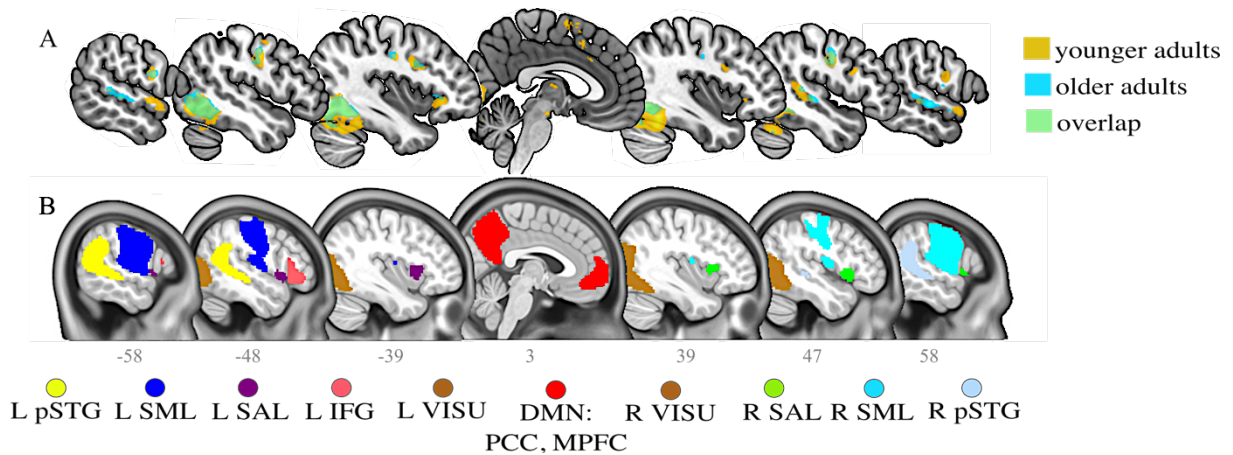 A
younger adults
older adults
overlap
B
-58 -48 -39 3 39 47 58
L pSTG L SML L SAL L IFG L VISU DMN: R VISU R SAL R SML R pSTG
PCC, MPFC